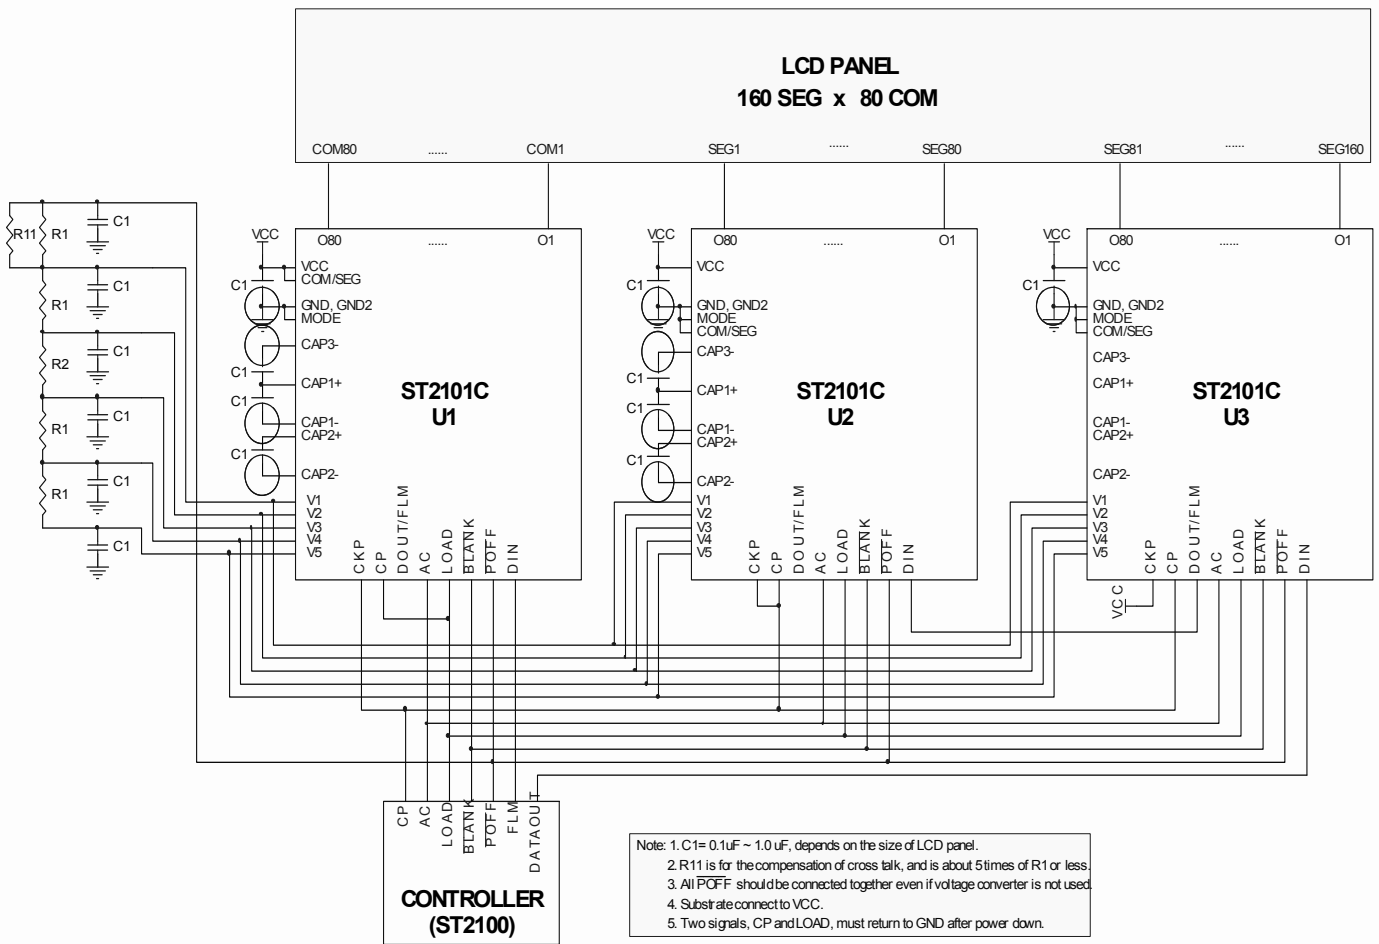 LCD PANEL
160 SEG x 80 COM
COM80 ...... COM1 SEG1 ...... SEG80 SEG81 ...... SEG160
R11 R1 C1
R1 C1
R2 C1
R1 C1
R1 C1
C1
VCC
O80 ...... O1
VCC
COM/SEG
C1
GND, GND2
MODE
CAP3-
C1
CAP1+
C1
CAP1-
CAP2+
C1
CAP2-
ST2101C
U1
V1
V2
V3
V4
V5
CKP CP DOUT/FLM AC LOAD BLANK POFF DIN
VCC
O80 ...... O1
VCC
C1
GND, GND2
MODE
COM/SEG
CAP3-
C1
CAP1+
C1
CAP1-
CAP2+
C1
CAP2-
ST2101C
U2
V1
V2
V3
V4
V5
CKP CP DOUT/FLM AC LOAD BLANK POFF DIN
VCC
O80 ...... O1
VCC
C1
GND, GND2
MODE
COM/SEG
CAP3-
CAP1+
CAP1-
CAP2+
CAP2-
ST2101C
U3
V1
V2
V3
V4
V5
CKP CP DOUT/FLM AC LOAD BLANK POFF DIN
VCC
CP AC LOAD BLANK POFF FLM DATAOUT
CONTROLLER
(ST2100)
Note: 1. C1= 0.1uF ~ 1.0 uF, depends on the size of LCD panel.
2. R11 is for the compensation of cross talk, and is about 5 times of R1 or less.
3. All POFF should be connected together even if voltage converter is not used.
4. Substrate connect to VCC.
5. Two signals, CP and LOAD, must return to GND after power down.